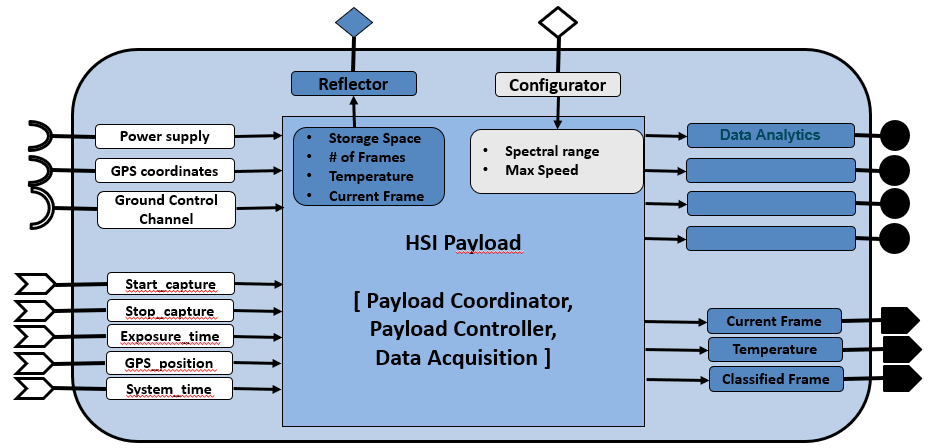 Reflector
Configurator
Power supply
GPS coordinates
Ground Control
Channel
Start_capture
Stop_capture
Exposure_time
GPS_position
System_time
• Storage Space
• # of Frames
• Temperature
• Current Frame
• Spectral range
• Max Speed
HSI Payload
[ Payload Coordinator,
Payload Controller,
Data Acquisition ]
Data Analytics
Current Frame
Temperature
Classified Frame